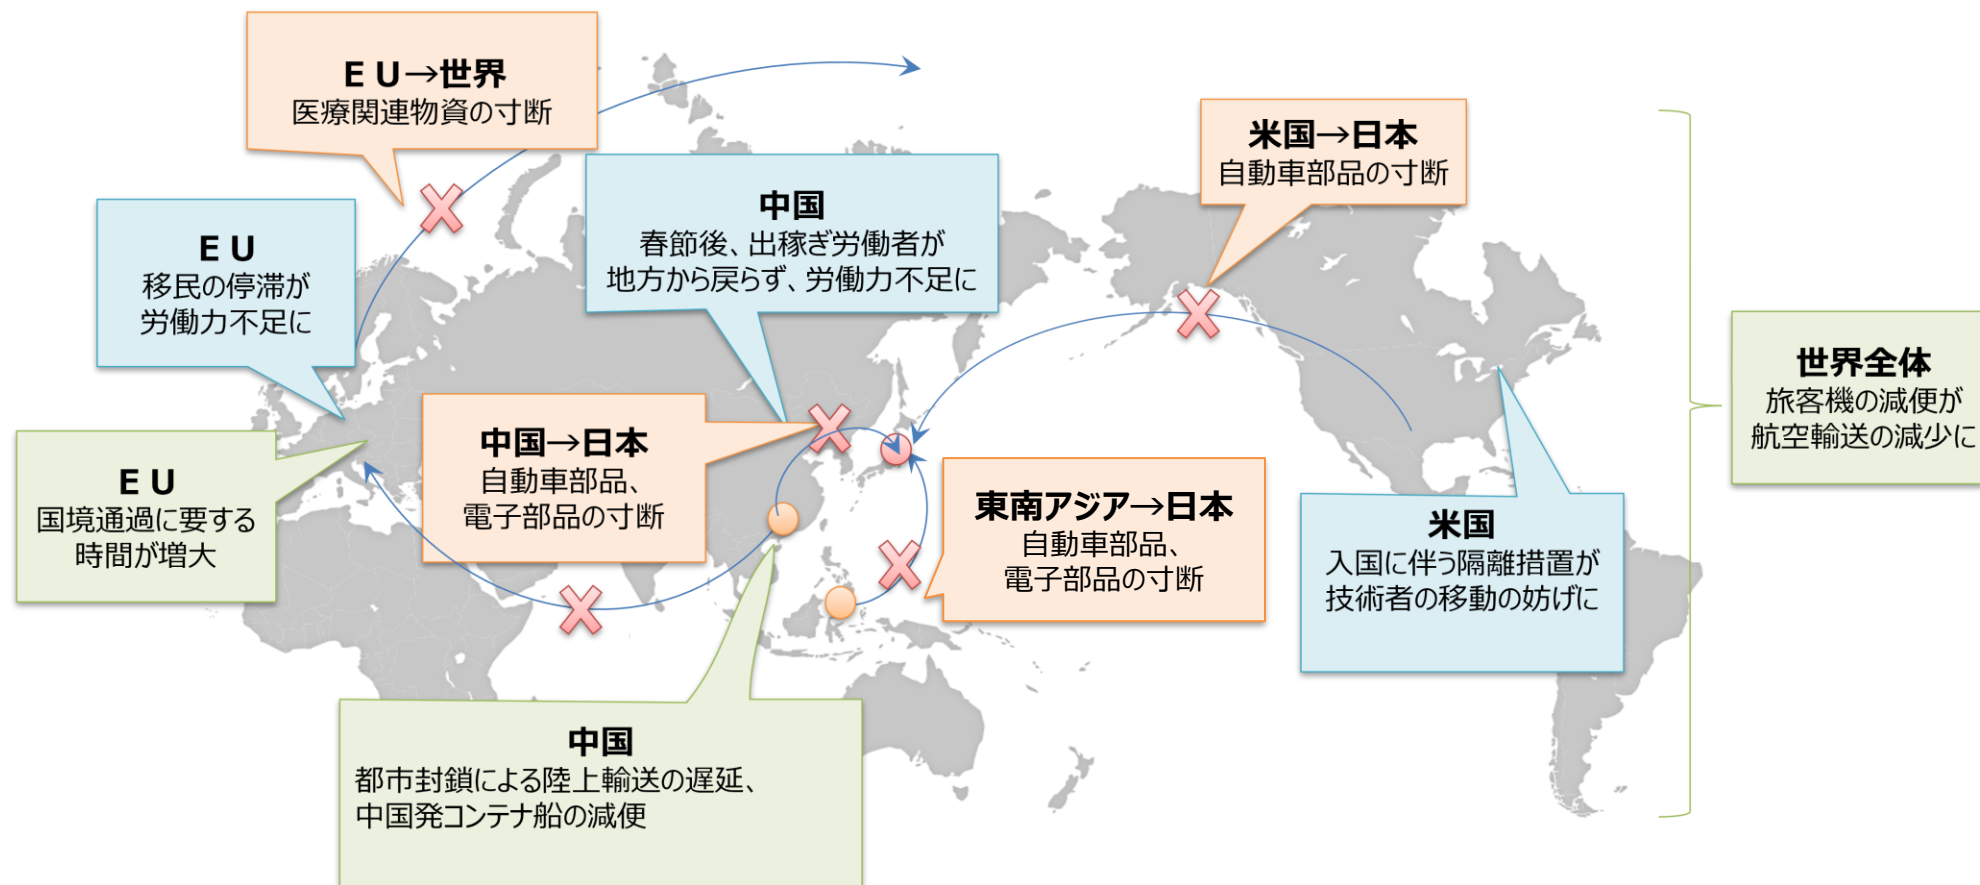 ＥＵ→世界
医療関連物資の寸断
米国→日本
自動車部品の寸断
中国
春節後、出稼ぎ労働者が
地方から戻らず、労働力不足に
ＥＵ
移民の停滞が
労働力不足に
世界全体
旅客機の減便が
航空輸送の減少に
中国→日本
自動車部品、
電子部品の寸断
ＥＵ
国境通過に要する
時間が増大
東南アジア→日本
自動車部品、
電子部品の寸断
米国
入国に伴う隔離措置が
技術者の移動の妨げに
中国
都市封鎖による陸上輸送の遅延、
中国発コンテナ船の減便